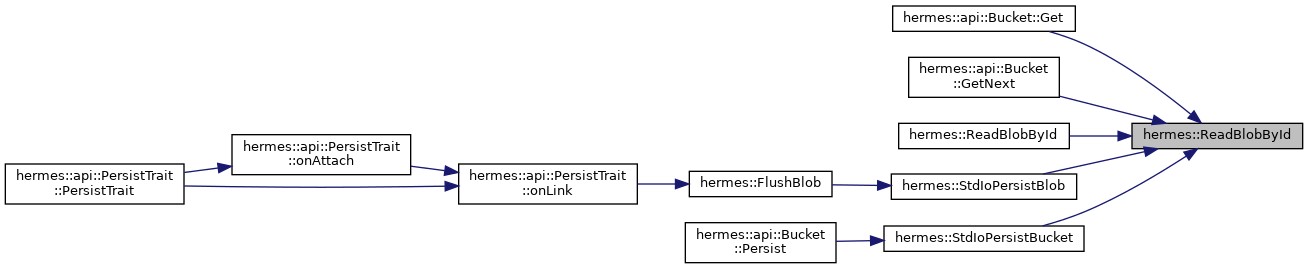 hermes::api::Bucket::Get
hermes::api::Bucket
::GetNext
hermes::ReadBlobById
hermes::ReadBlobById
hermes::api::PersistTrait
::onAttach
hermes::api::PersistTrait
::PersistTrait
hermes::api::PersistTrait
::onLink
hermes::FlushBlob
hermes::StdIoPersistBlob
hermes::api::Bucket
::Persist
hermes::StdIoPersistBucket